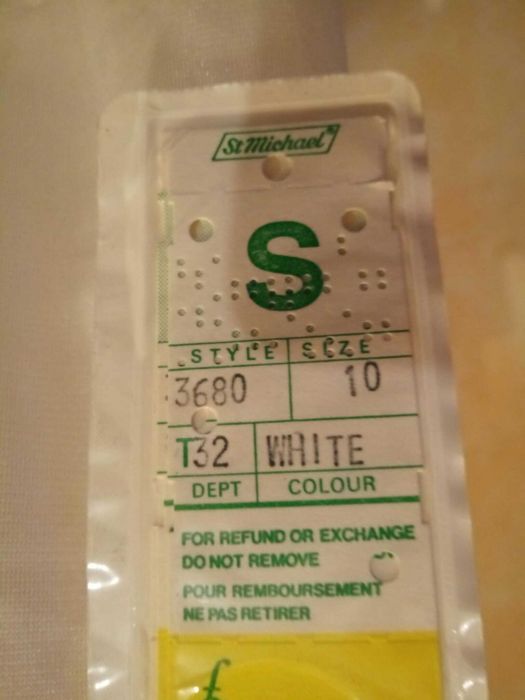 St Michael®
S
STYLE SIZE
3680 10
T32 WHITE
DEPT COLOUR
FOR REFUND OR EXCHANGE
DO NOT REMOVE
POUR REMBOURSEMENT
NE PAS RETIRER
£